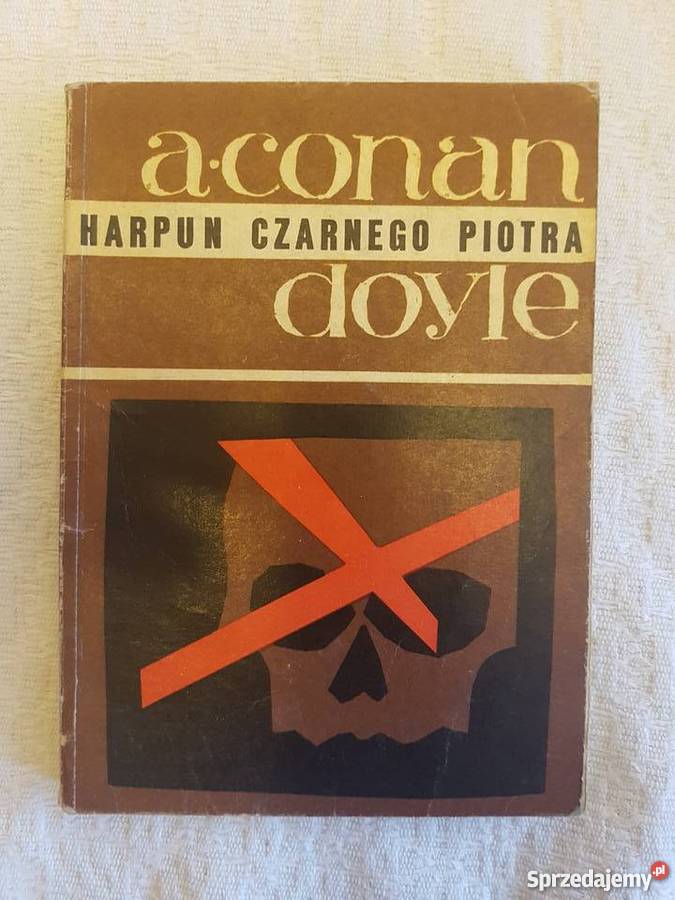 a.conan
HARPUN CZARNEGO PIOTRA
doyle
Sprzedajemy.pl